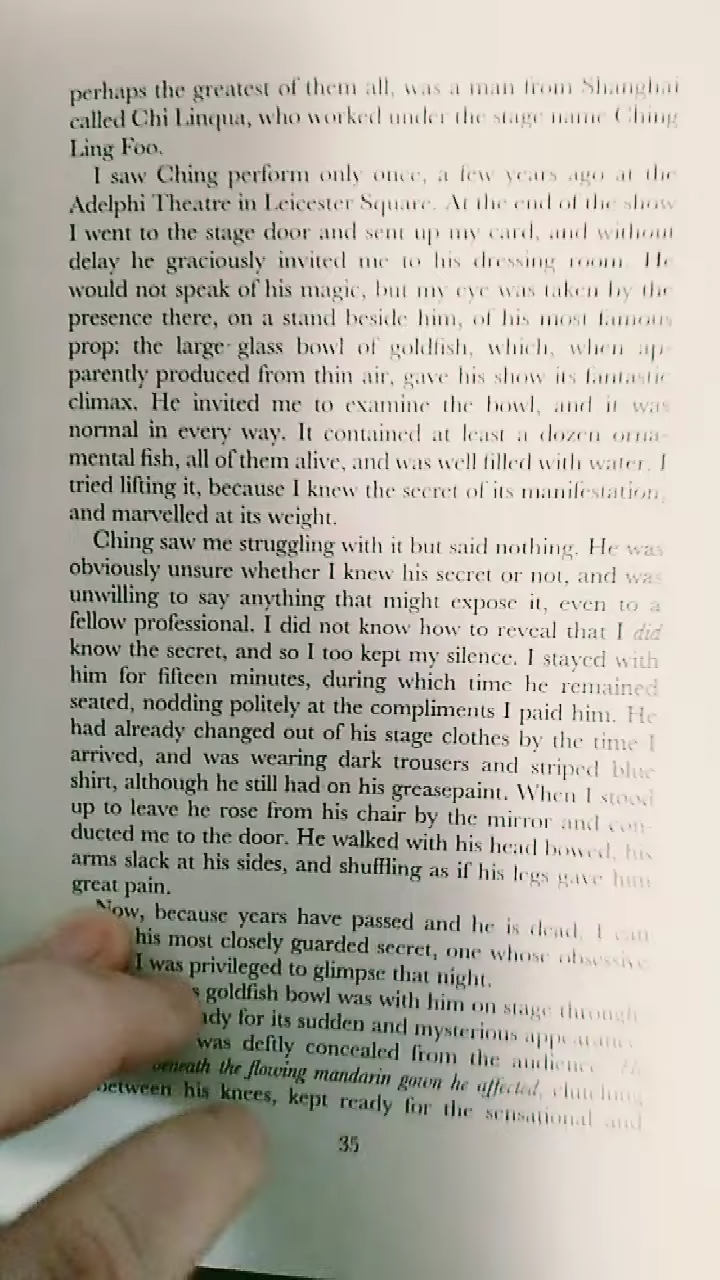 perhaps the greatest of them all, was a man from Shanghai
called Chi Linqua, who worked under the stage name Ching
Ling Foo.
I saw Ching perform only once, a few years ago at the
Adelphi Theatre in Leicester Square. At the end of the show
I went to the stage door and sent up my card, and without
delay he graciously invited me to his dressing room. He
would not speak of his magic, but my eye was taken by the
presence there, on a stand beside him, of his most famous
prop: the large glass bowl of goldfish, which, when ap-
parently produced from thin air, gave his show its fantastic
climax. He invited me to examine the bowl, and it was
normal in every way. It contained at least a dozen orna-
mental fish, all of them alive, and was well filled with water. I
tried lifting it, because I knew the secret of its manifestation,
and marvelled at its weight.
Ching saw me struggling with it but said nothing. He was
obviously unsure whether I knew his secret or not, and was
unwilling to say anything that might expose it, even to a
fellow professional. I did not know how to reveal that I did
know the secret, and so I too kept my silence. I stayed with
him for fifteen minutes, during which time he remained
seated, nodding politely at the compliments I paid him. He
had already changed out of his stage clothes by the time I
arrived, and was wearing dark trousers and striped blue
shirt, although he still had on his greasepaint. When I stood
up to leave he rose from his chair by the mirror and con-
ducted me to the door. He walked with his head bowed, his
arms slack at his sides, and shuffling as if his legs gave him
great pain.
Now, because years have passed and he is dead, I can
his most closely guarded secret, one whose obsessive
I was privileged to glimpse that night.
goldfish bowl was with him on stage through
for its sudden and mysterious appearance.
was deftly concealed from the audience. He
beneath the flowing mandarin gown he affected, clutching
between his knees, kept ready for the sensational and
35